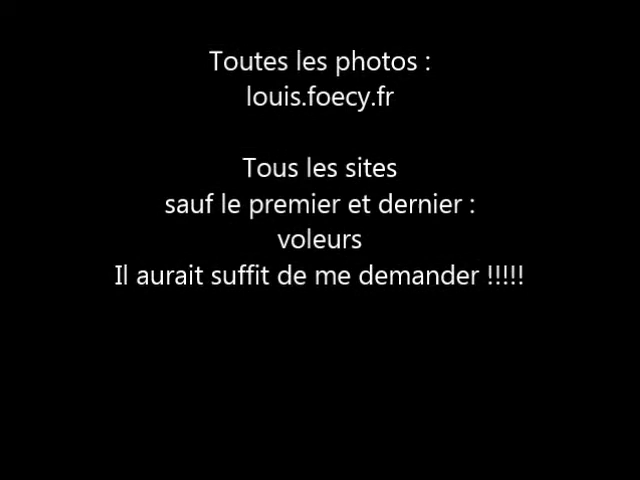 Toutes les photos :
louis.foecy.fr
Tous les sites
sauf le premier et dernier :
voleurs
Il aurait suffit de me demander !!!!!